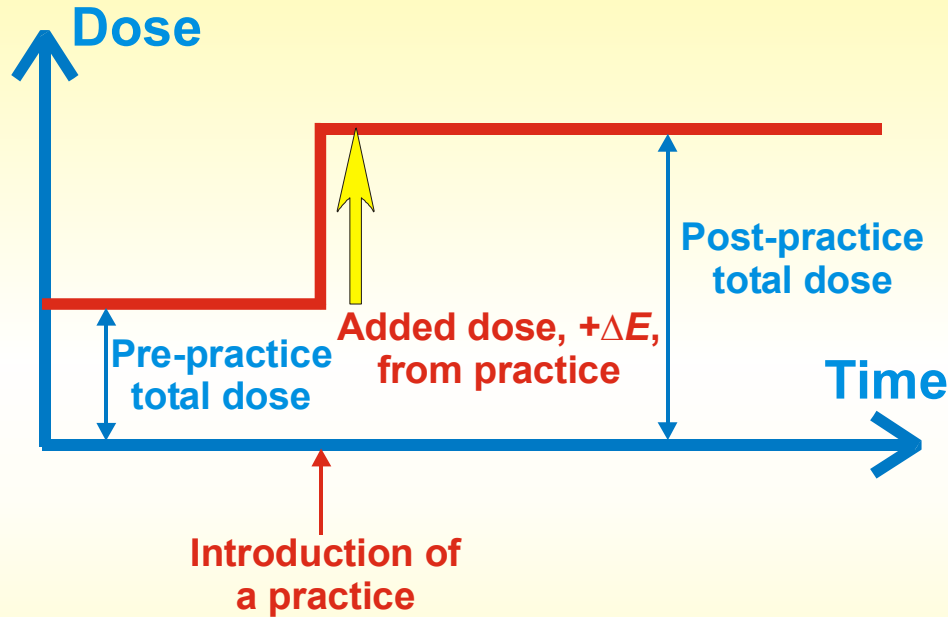 Dose
Post-practice
total dose
Added dose, +ΔE,
from practice
Pre-practice
total dose
Time
Introduction of
a practice